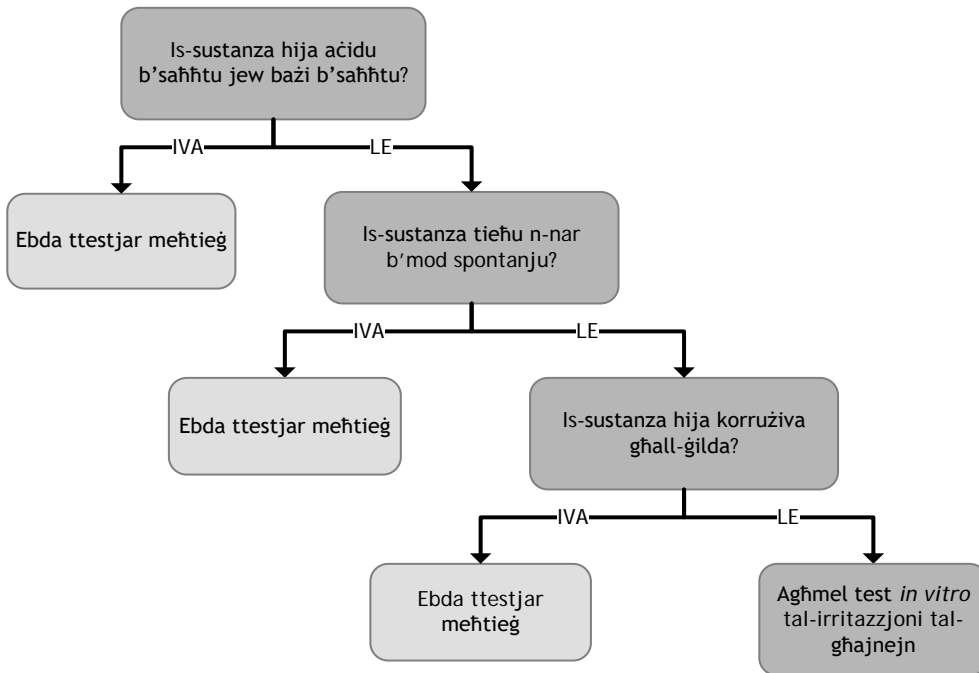 Is-sustanza hija aċidu
b’saħħtu jew bażi b’saħħtu?
IVA
LE
Ebda ttestjar meħtieġ
Is-sustanza tieħu n-nar
b’mod spontanju?
IVA
LE
Ebda ttestjar meħtieġ
Is-sustanza hija korrużiva
għall-ġilda?
IVA
LE
Ebda ttestjar
meħtieġ
Agħmel test in vitro
tal-irritazzjoni tal-
għajnejn